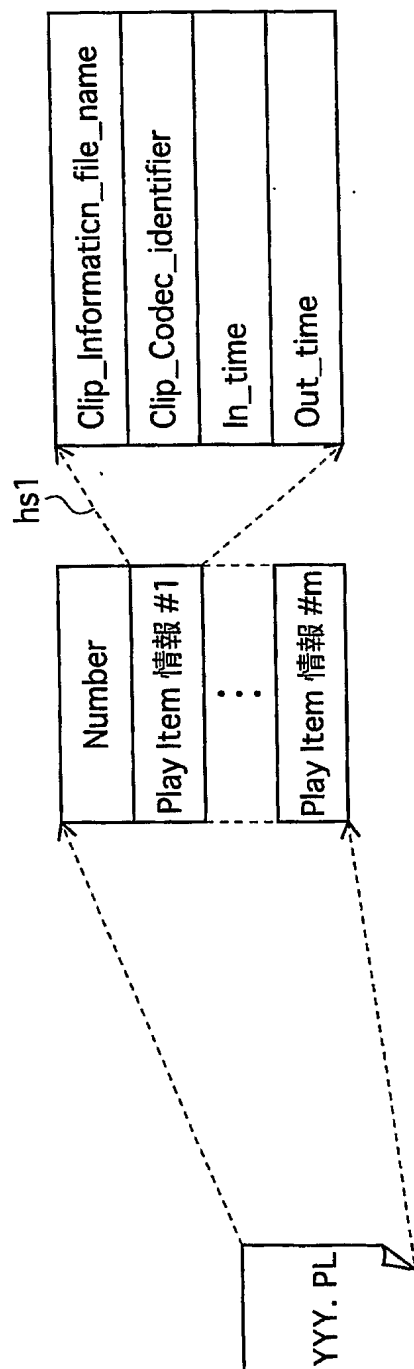 YYY. PL
Number
Play Item 情報 #1
Play Item 情報 #m
hs1
Clip_Informaticn_file_name
Clip_Codec_identifier
In_time
Out_time